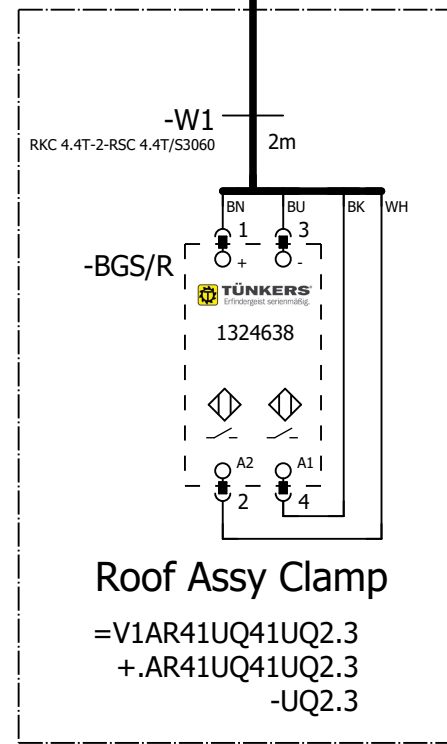 -W1
RKC 4.4T-2-RSC 4.4T/S3060
2m
BN BU BK WH
1 3
-BGS/R
+ -
TÜNKERS
Erfindergeist serienmäßig.
1324638
A2 A1
2 4
Roof Assy Clamp
=V1AR41UQ41UQ2.3
+.AR41UQ41UQ2.3
-UQ2.3